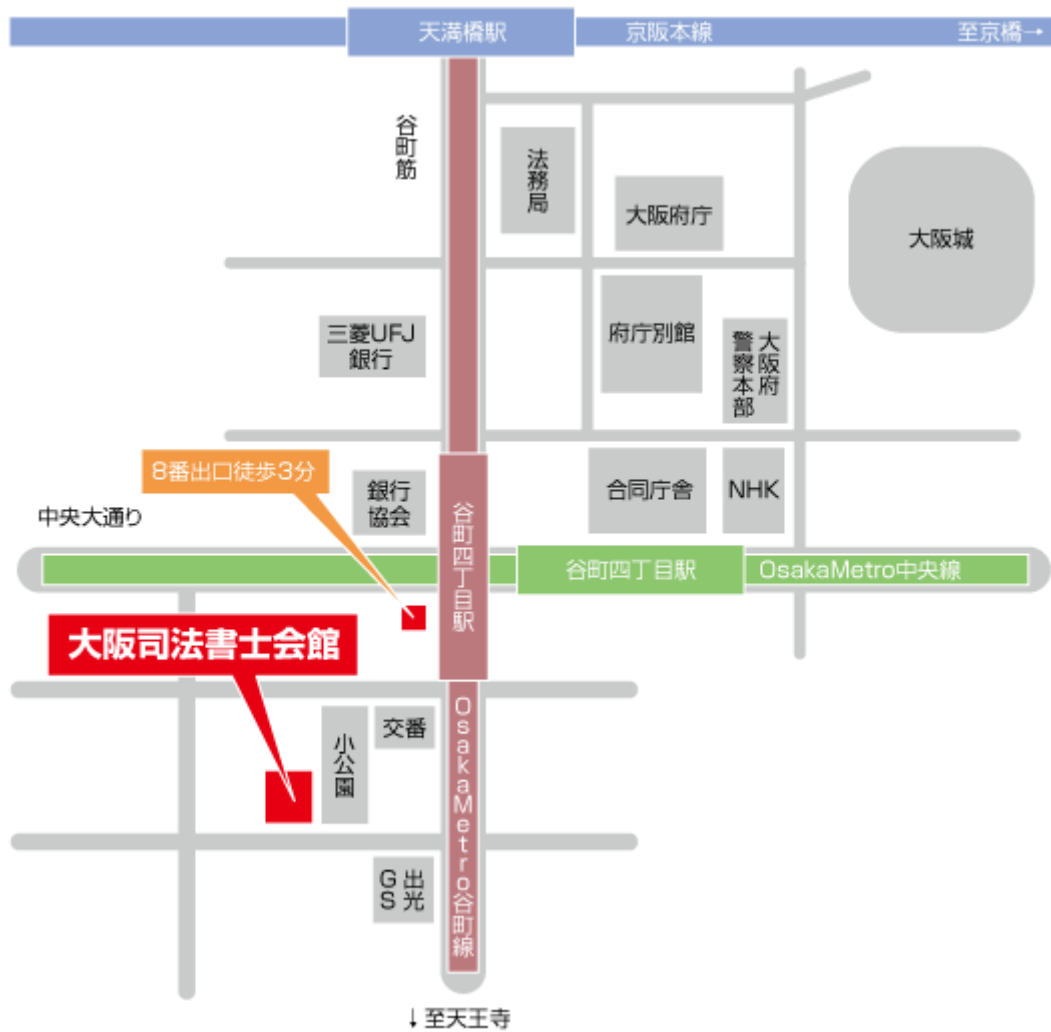 天満橋駅
京阪本線
至京橋→
谷町筋
法務局
大阪府庁
大阪城
三菱UFJ
銀行
府庁別館
大阪府
警察本部
8番出口徒歩3分
銀行
協会
合同庁舎
NHK
中央大通り
谷町四丁目駅
谷町四丁目駅
OsakaMetro中央線
大阪司法書士会館
小公園
交番
OsakaMetro谷町線
出光
GS
↓至天王寺